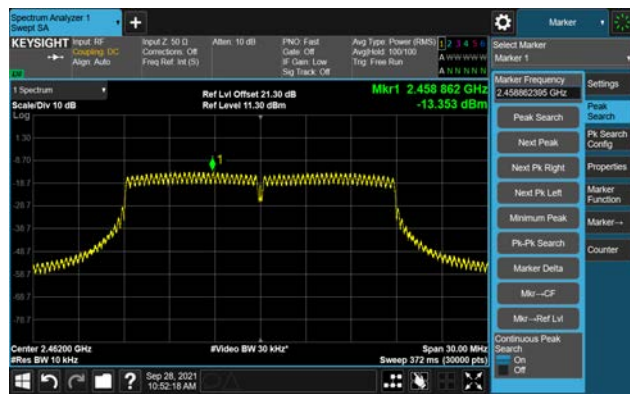 Spectrum Analyzer 1
Swept SA
Marker
KEYSIGHT
Input: RF
Coupling: DC
Align: Auto
Input Z: 50 Ω
Corrections: Off
Freq Ref: Int (S)
Atten: 10 dB
PNO: Fast
Gate: Off
IF Gain: Low
Sig Track: Off
Avg Type: Power (RMS)
Avg|Hold: 100/100
Trig: Free Run
1 2 3 4 5 6
A W W W W W
A N N N N N
Select Marker
Marker 1
1 Spectrum
Scale/Div 10 dB
Log
Ref Lvl Offset 21.30 dB
Ref Level 11.30 dBm
Mkr1 2.458 862 GHz
-13.353 dBm
1.30
-8.70
-18.7
-28.7
-38.7
-48.7
-58.7
-68.7
-78.7
1
Center 2.46200 GHz
#Res BW 10 kHz
#Video BW 30 kHz*
Span 30.00 MHz
Sweep 372 ms (30000 pts)
Marker Frequency
2.458862395 GHz
Peak Search
Next Peak
Next Pk Right
Next Pk Left
Minimum Peak
Pk-Pk Search
Marker Delta
Mkr→CF
Mkr→Ref Lvl
Continuous Peak
Search
On
Off
Settings
Peak
Search
Pk Search
Config
Properties
Marker
Function
Marker→
Counter
Sep 28, 2021
10:52:18 AM